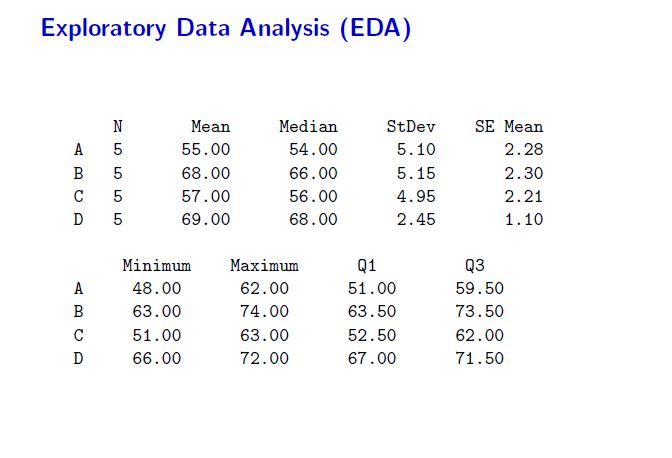 Exploratory Data Analysis (EDA)
N Mean Median StDev SE Mean
A 5 55.00 54.00 5.10 2.28
B 5 68.00 66.00 5.15 2.30
C 5 57.00 56.00 4.95 2.21
D 5 69.00 68.00 2.45 1.10
Minimum Maximum Q1 Q3
A 48.00 62.00 51.00 59.50
B 63.00 74.00 63.50 73.50
C 51.00 63.00 52.50 62.00
D 66.00 72.00 67.00 71.50